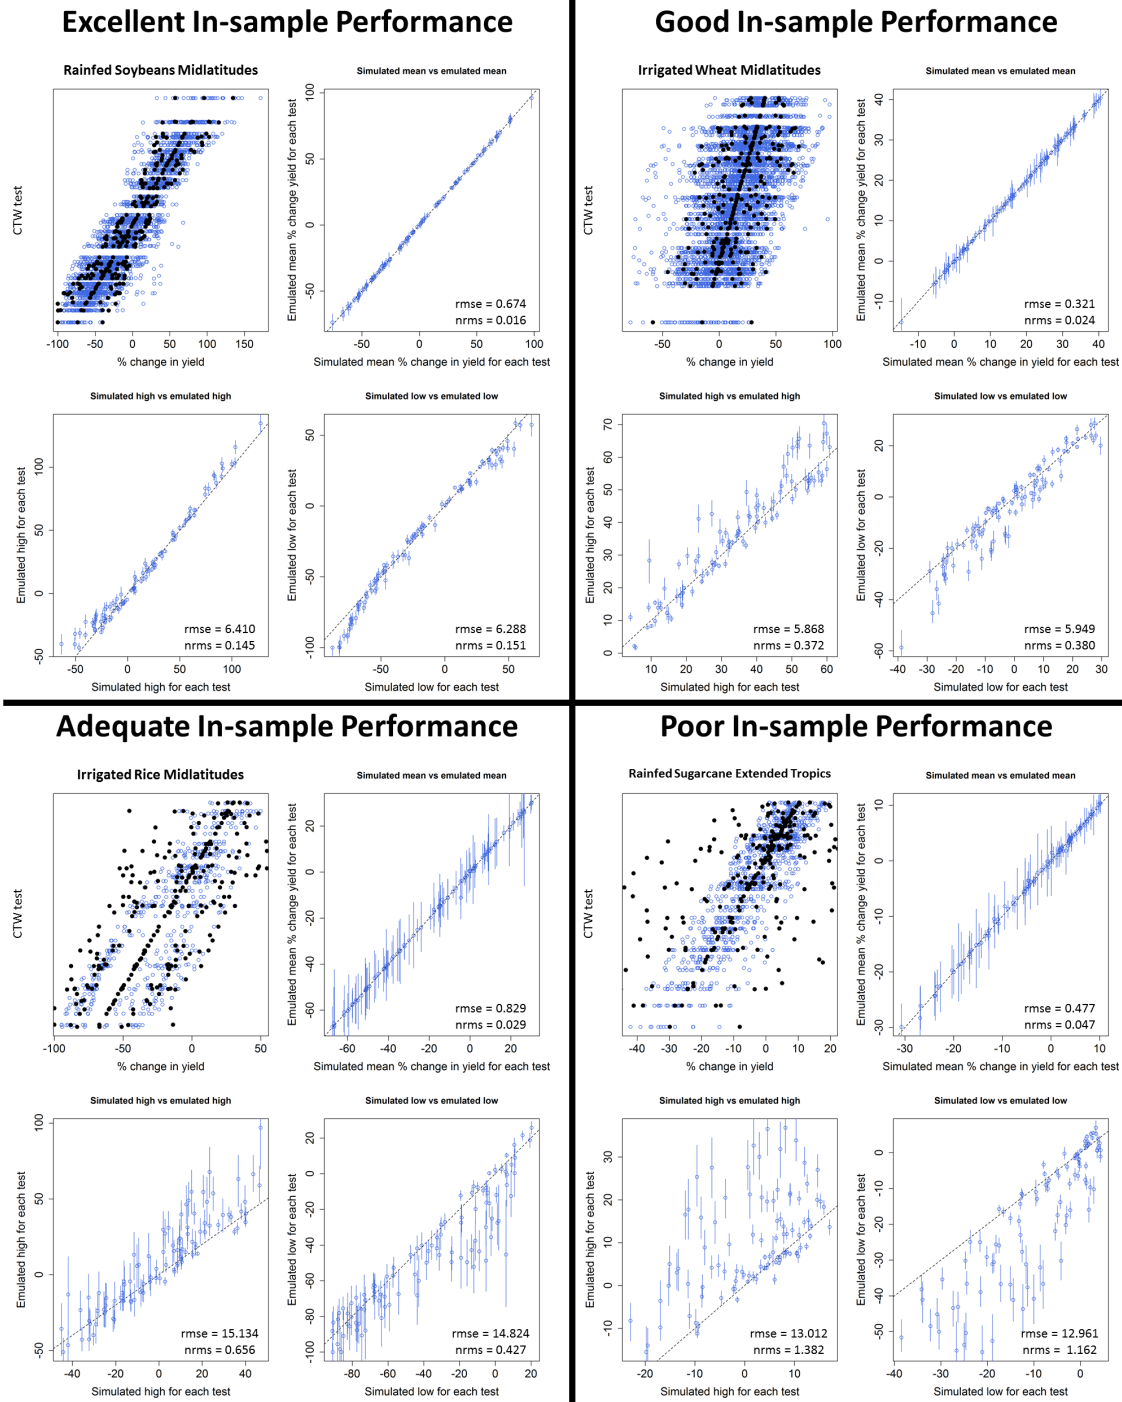 Excellent In-sample Performance
Rainfed Soybeans Midlatitudes
CTW test
-100 -50 0 50 100 150
% change in yield
Simulated mean vs emulated mean
Emulated mean % change yield for each test
100
50
0
-50
rmse = 0.674
nrms = 0.016
0 50 100
Simulated mean % change in yield for each test
Simulated high vs emulated high
Emulated high for each test
100
50
0
-50
rmse = 6.410
nrms = 0.145
-50 0 50 100
Simulated high for each test
Simulated low vs emulated low
Emulated low for each test
50
0
-50
-100
rmse = 6.288
nrms = 0.151
-50 0 50
Simulated low for each test
Good In-sample Performance
Irrigated Wheat Midlatitudes
CTW test
-50 0 50 100
% change in yield
Simulated mean vs emulated mean
Emulated mean % change yield for each test
40
30
20
10
0
-10
rmse = 0.321
nrms = 0.024
-10 0 10 20 30 40
Simulated mean % change in yield for each test
Simulated high vs emulated high
Emulated high for each test
70
60
50
40
30
20
10
0
rmse = 5.868
nrms = 0.372
10 20 30 40 50 60
Simulated high for each test
Simulated low vs emulated low
Emulated low for each test
20
0
-20
-40
-60
rmse = 5.949
nrms = 0.380
-40 -30 -20 -10 0 10 20 30
Simulated low for each test
Adequate In-sample Performance
Irrigated Rice Midlatitudes
CTW test
-100 -50 0 50
% change in yield
Simulated mean vs emulated mean
Emulated mean % change yield for each test
20
0
-20
-40
-60
rmse = 0.829
nrms = 0.029
-60 -40 -20 0 20
Simulated mean % change in yield for each test
Simulated high vs emulated high
Emulated high for each test
100
50
0
-50
rmse = 15.134
nrms = 0.656
-40 -20 0 20 40
Simulated high for each test
Simulated low vs emulated low
Emulated low for each test
20
0
-20
-40
-60
-80
-100
rmse = 14.824
nrms = 0.427
-80 -60 -40 -20 0 20
Simulated low for each test
Poor In-sample Performance
Rainfed Sugarcane Extended Tropics
CTW test
-40 -30 -20 -10 0 10 20
% change in yield
Simulated mean vs emulated mean
Emulated mean % change yield for each test
10
0
-10
-20
-30
rmse = 0.477
nrms = 0.047
-30 -20 -10 0 10
Simulated mean % change in yield for each test
Simulated high vs emulated high
Emulated high for each test
30
20
10
0
-10
rmse = 13.012
nrms = 1.382
-20 -10 0 10
Simulated high for each test
Simulated low vs emulated low
Emulated low for each test
0
-10
-20
-30
-40
-50
rmse = 12.961
nrms = 1.162
-40 -30 -20 -10 0
Simulated low for each test